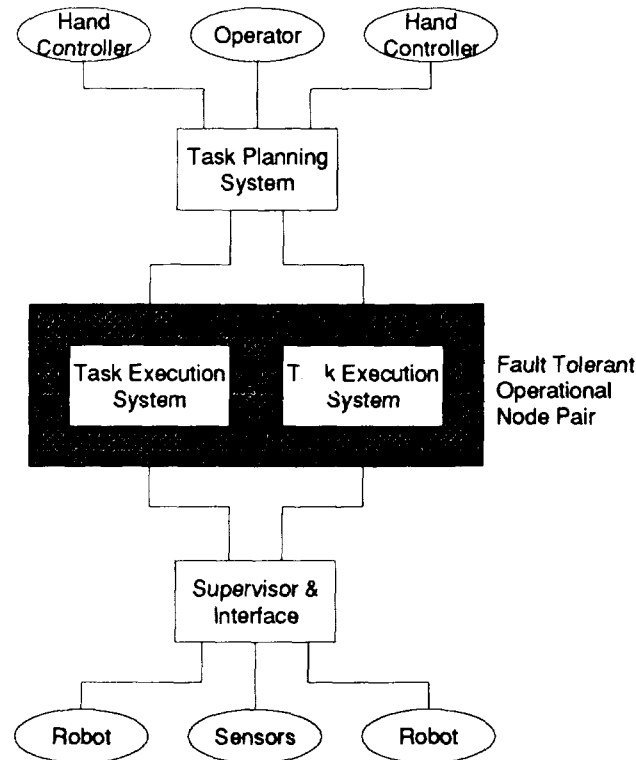 Hand
Controller
Operator
Hand
Controller
Task Planning
System
Task Execution
System
T k Execution
System
Fault Tolerant
Operational
Node Pair
Supervisor &
Interface
Robot
Sensors
Robot